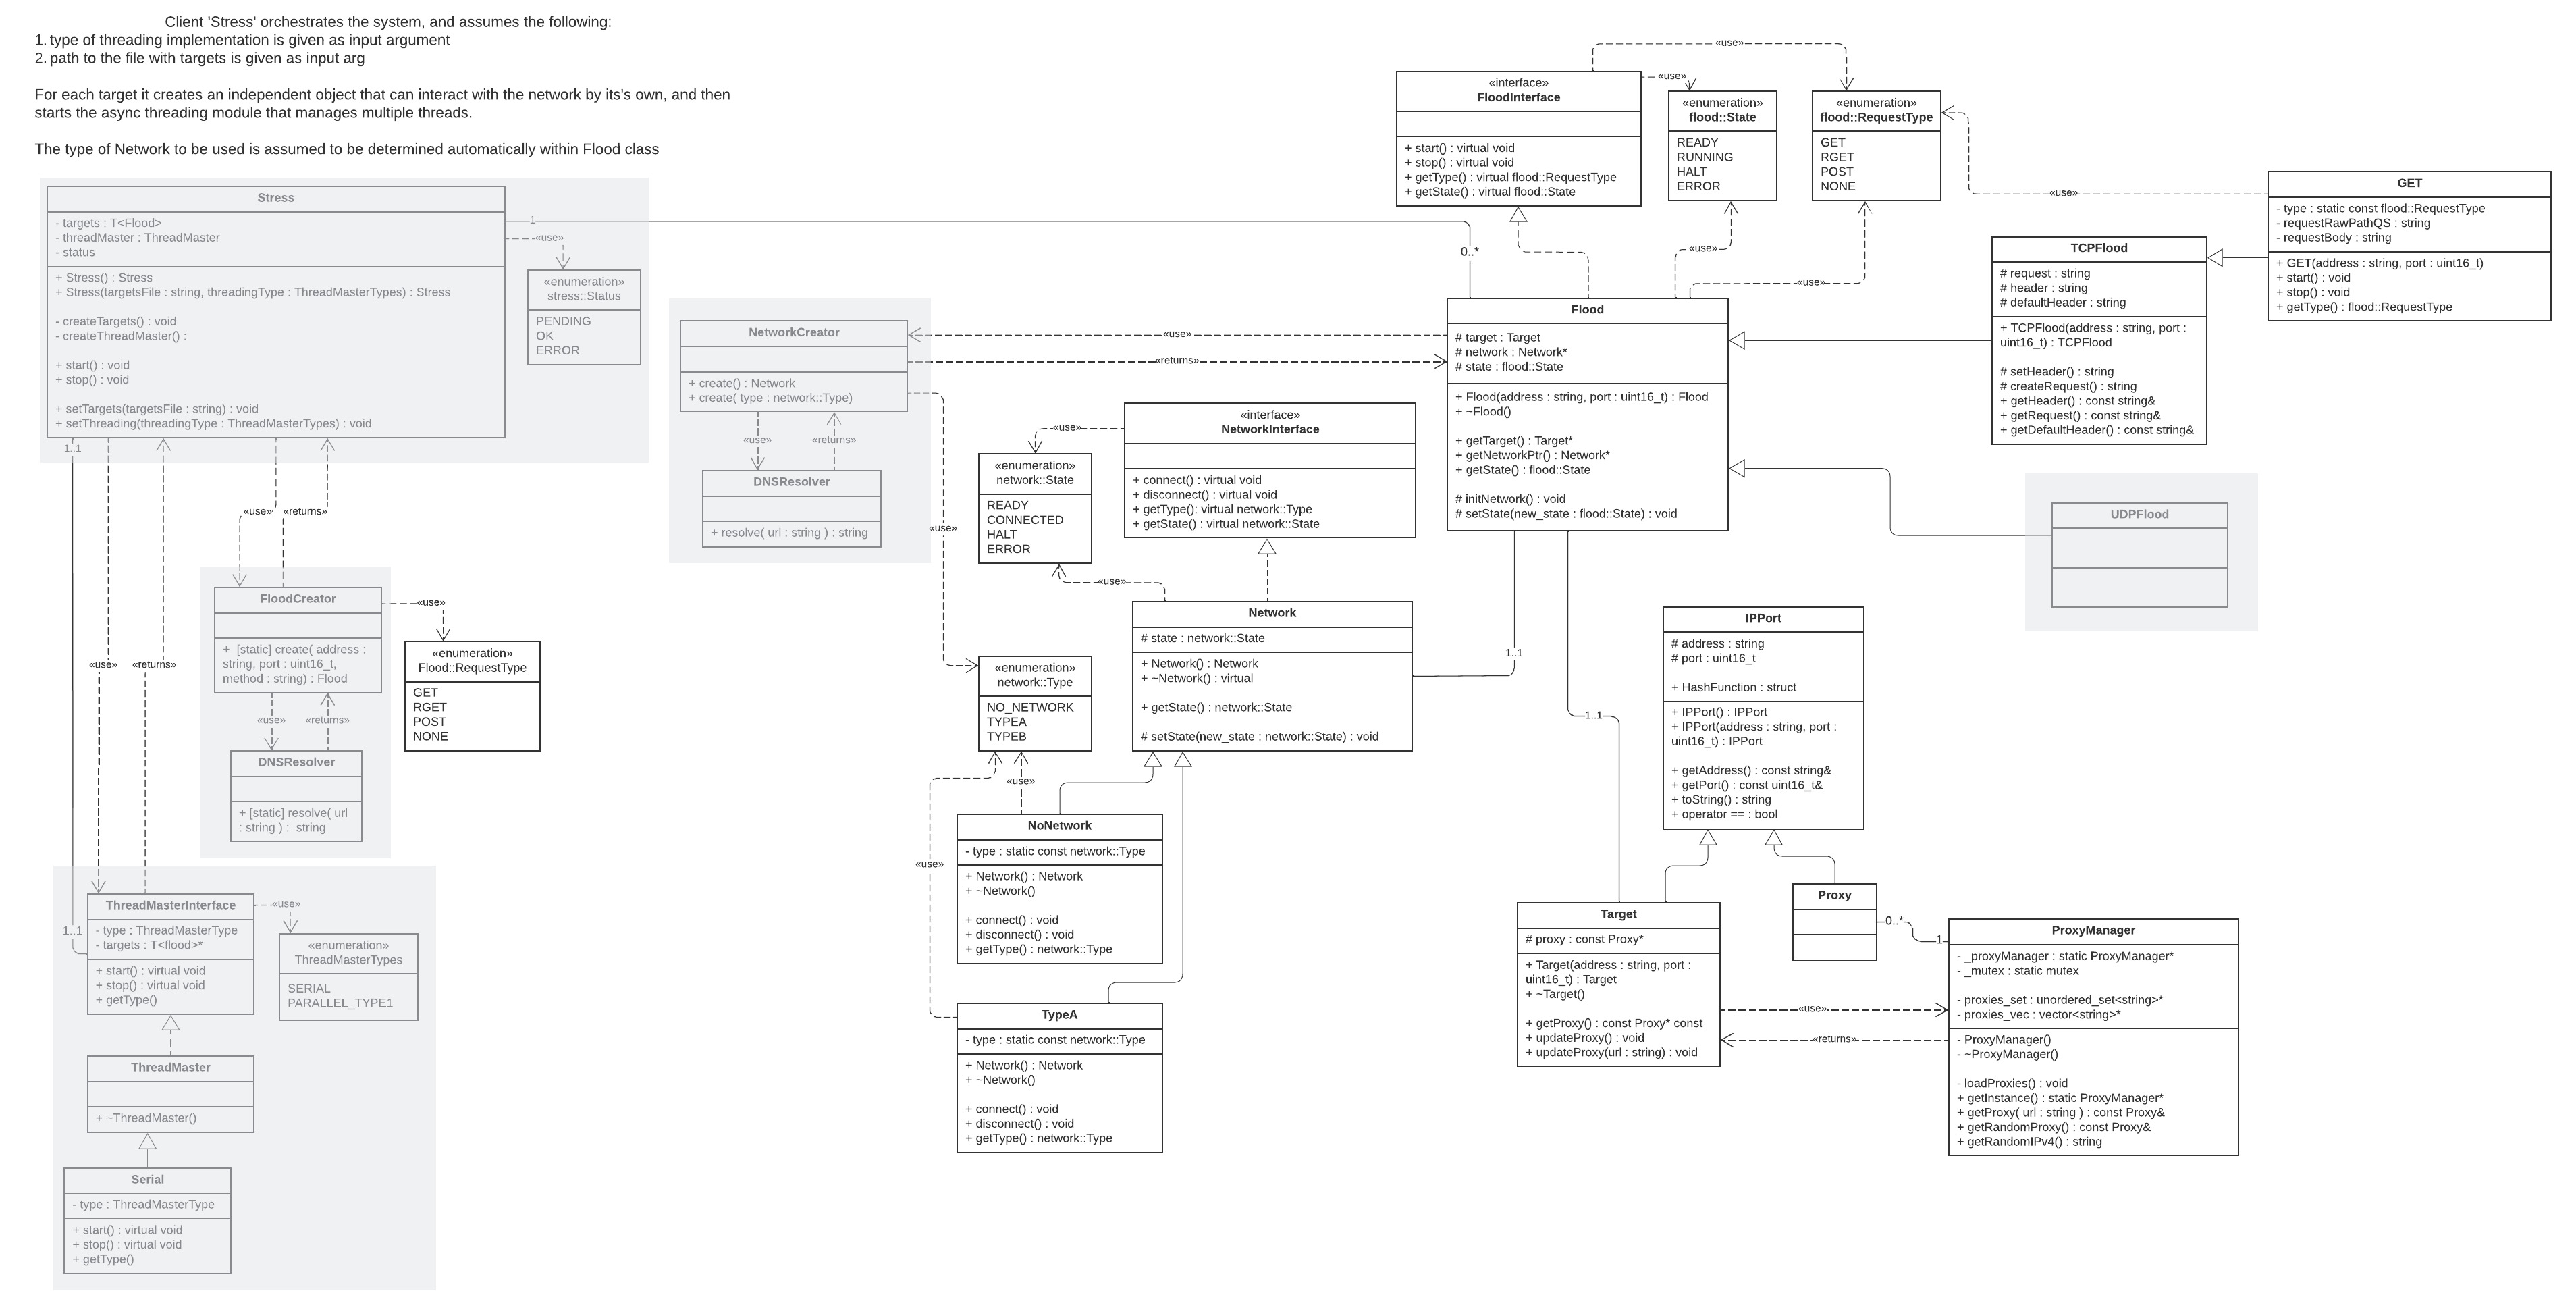 Client 'Stress' orchestrates the system, and assumes the following:
1. type of threading implementation is given as input argument
2. path to the file with targets is given as input arg
For each target it creates an independent object that can interact with the network by its's own, and then
starts the async threading module that manages multiple threads.
The type of Network to be used is assumed to be determined automatically within Flood class
Stress
- targets : T<Flood>
- threadMaster : ThreadMaster
- status
+ Stress() : Stress
+ Stress(targetsFile : string, threadingType : ThreadMasterTypes) : Stress
- createTargets() : void
- createThreadMaster() :
+ start() : void
+ stop() : void
+ setTargets(targetsFile : string) : void
+ setThreading(threadingType : ThreadMasterTypes) : void
1
«use»
«enumeration»
stress::Status
PENDING
OK
ERROR
1..1
«use»
«returns»
«use»
«returns»
FloodCreator
+ [static] create( address :
string, port : uint16_t,
method : string) : Flood
«use»
«enumeration»
Flood::RequestType
GET
RGET
POST
NONE
«use»
«returns»
DNSResolver
+ [static] resolve( url
: string ) : string
1..1
ThreadMasterInterface
- type : ThreadMasterType
- targets : T<flood>*
+ start() : virtual void
+ stop() : virtual void
+ getType()
«use»
«enumeration»
ThreadMasterTypes
SERIAL
PARALLEL_TYPE1
ThreadMaster
+ ~ThreadMaster()
Serial
- type : ThreadMasterType
+ start() : virtual void
+ stop() : virtual void
+ getType()
NetworkCreator
+ create() : Network
+ create( type : network::Type)
«use»
«returns»
DNSResolver
+ resolve( url : string ) : string
«use»
«returns»
«use»
«interface»
NetworkInterface
+ connect() : virtual void
+ disconnect() : virtual void
+ getType(): virtual network::Type
+ getState() : virtual network::State
«use»
«enumeration»
network::State
READY
CONNECTED
HALT
ERROR
«use»
Network
# state : network::State
+ Network() : Network
+ ~Network() : virtual
+ getState() : network::State
# setState(new_state : network::State) : void
«enumeration»
network::Type
NO_NETWORK
TYPEA
TYPEB
«use»
«use»
NoNetwork
- type : static const network::Type
+ Network() : Network
+ ~Network()
+ connect() : void
+ disconnect() : void
+ getType() : network::Type
TypeA
- type : static const network::Type
+ Network() : Network
+ ~Network()
+ connect() : void
+ disconnect() : void
+ getType() : network::Type
«interface»
FloodInterface
+ start() : virtual void
+ stop() : virtual void
+ getType() : virtual flood::RequestType
+ getState() : virtual flood::State
«use»
«use»
«enumeration»
flood::State
READY
RUNNING
HALT
ERROR
«enumeration»
flood::RequestType
GET
RGET
POST
NONE
«use»
«use»
«use»
0..*
Flood
# target : Target
# network : Network*
# state : flood::State
+ Flood(address : string, port : uint16_t) : Flood
+ ~Flood()
+ getTarget() : Target*
+ getNetworkPtr() : Network*
+ getState() : flood::State
# initNetwork() : void
# setState(new_state : flood::State) : void
1..1
1..1
GET
- type : static const flood::RequestType
- requestRawPathQS : string
- requestBody : string
+ GET(address : string, port : uint16_t)
+ start() : void
+ stop() : void
+ getType() : flood::RequestType
TCPFlood
# request : string
# header : string
# defaultHeader : string
+ TCPFlood(address : string, port :
uint16_t) : TCPFlood
# setHeader() : string
# createRequest() : string
+ getHeader() : const string&
+ getRequest() : const string&
+ getDefaultHeader() : const string&
UDPFlood
IPPort
# address : string
# port : uint16_t
+ HashFunction : struct
+ IPPort() : IPPort
+ IPPort(address : string, port :
uint16_t) : IPPort
+ getAddress() : const string&
+ getPort() : const uint16_t&
+ toString() : string
+ operator == : bool
Target
# proxy : const Proxy*
+ Target(address : string, port :
uint16_t) : Target
+ ~Target()
+ getProxy() : const Proxy* const
+ updateProxy() : void
+ updateProxy(url : string) : void
Proxy
0..*
1
«use»
«returns»
ProxyManager
- _proxyManager : static ProxyManager*
- _mutex : static mutex
- proxies_set : unordered_set<string>*
- proxies_vec : vector<string>*
- ProxyManager()
- ~ProxyManager()
- loadProxies() : void
+ getInstance() : static ProxyManager*
+ getProxy( url : string ) : const Proxy&
+ getRandomProxy() : const Proxy&
+ getRandomIPv4() : string